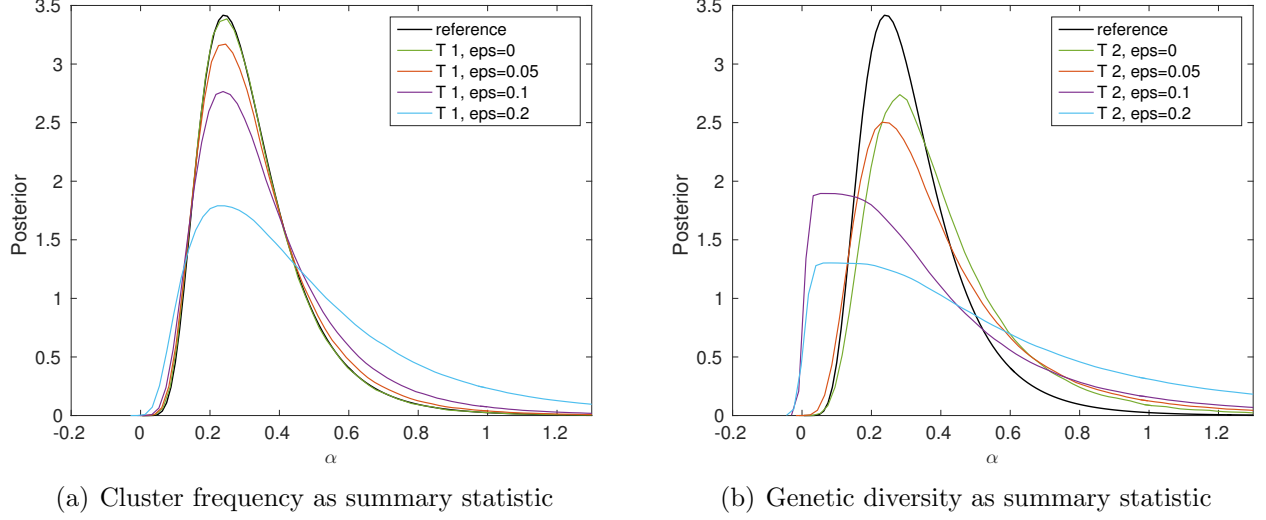 3.5
3
2.5
2
1.5
1
0.5
0
Posterior
-0.2 0 0.2 0.4 0.6 0.8 1 1.2
α
reference
T 1, eps=0
T 1, eps=0.05
T 1, eps=0.1
T 1, eps=0.2
(a) Cluster frequency as summary statistic
3.5
3
2.5
2
1.5
1
0.5
0
Posterior
-0.2 0 0.2 0.4 0.6 0.8 1 1.2
α
reference
T 2, eps=0
T 2, eps=0.05
T 2, eps=0.1
T 2, eps=0.2
(b) Genetic diversity as summary statistic